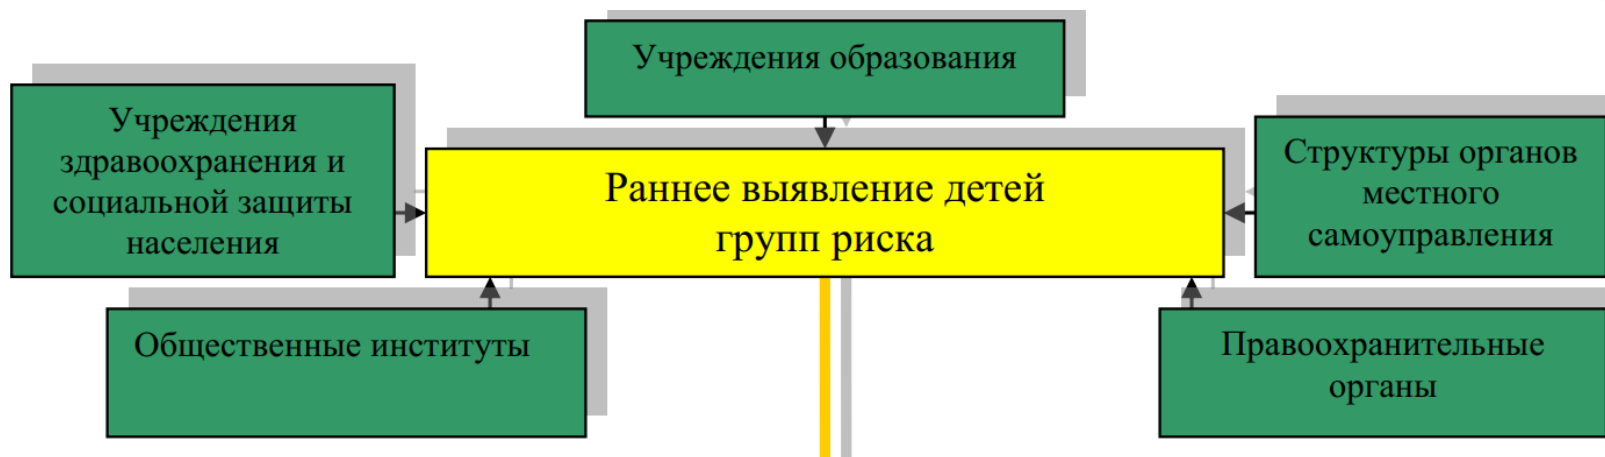 Учреждения образования
Учреждения
здравоохранения и
социальной защиты
населения
Раннее выявление детей
групп риска
Структуры органов
местного
самоуправления
Общественные институты
Правоохранительные
органы